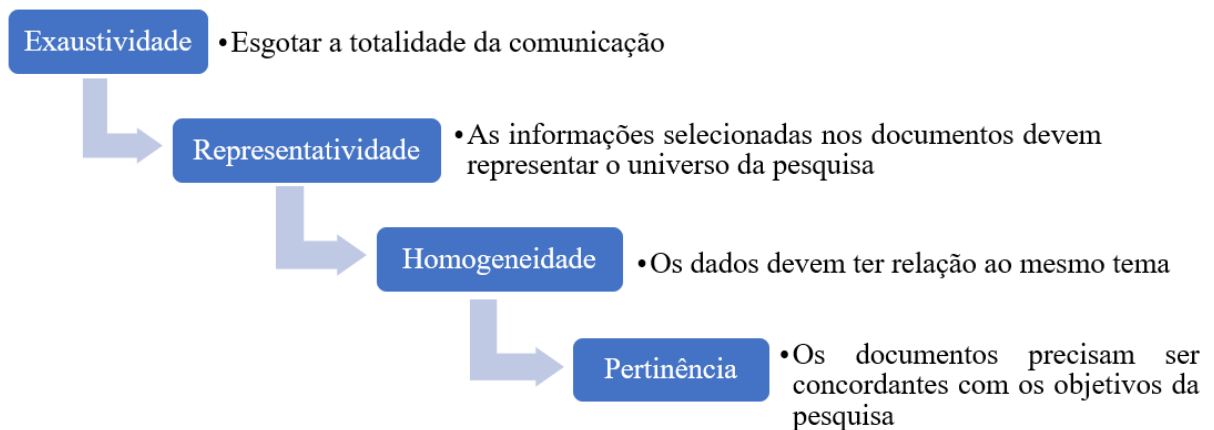 Exaustividade
•Esgotar a totalidade da comunicação
Representatividade
•As informações selecionadas nos documentos devem
representar o universo da pesquisa
Homogeneidade
•Os dados devem ter relação ao mesmo tema
Pertinência
•Os documentos precisam ser
concordantes com os objetivos da
pesquisa